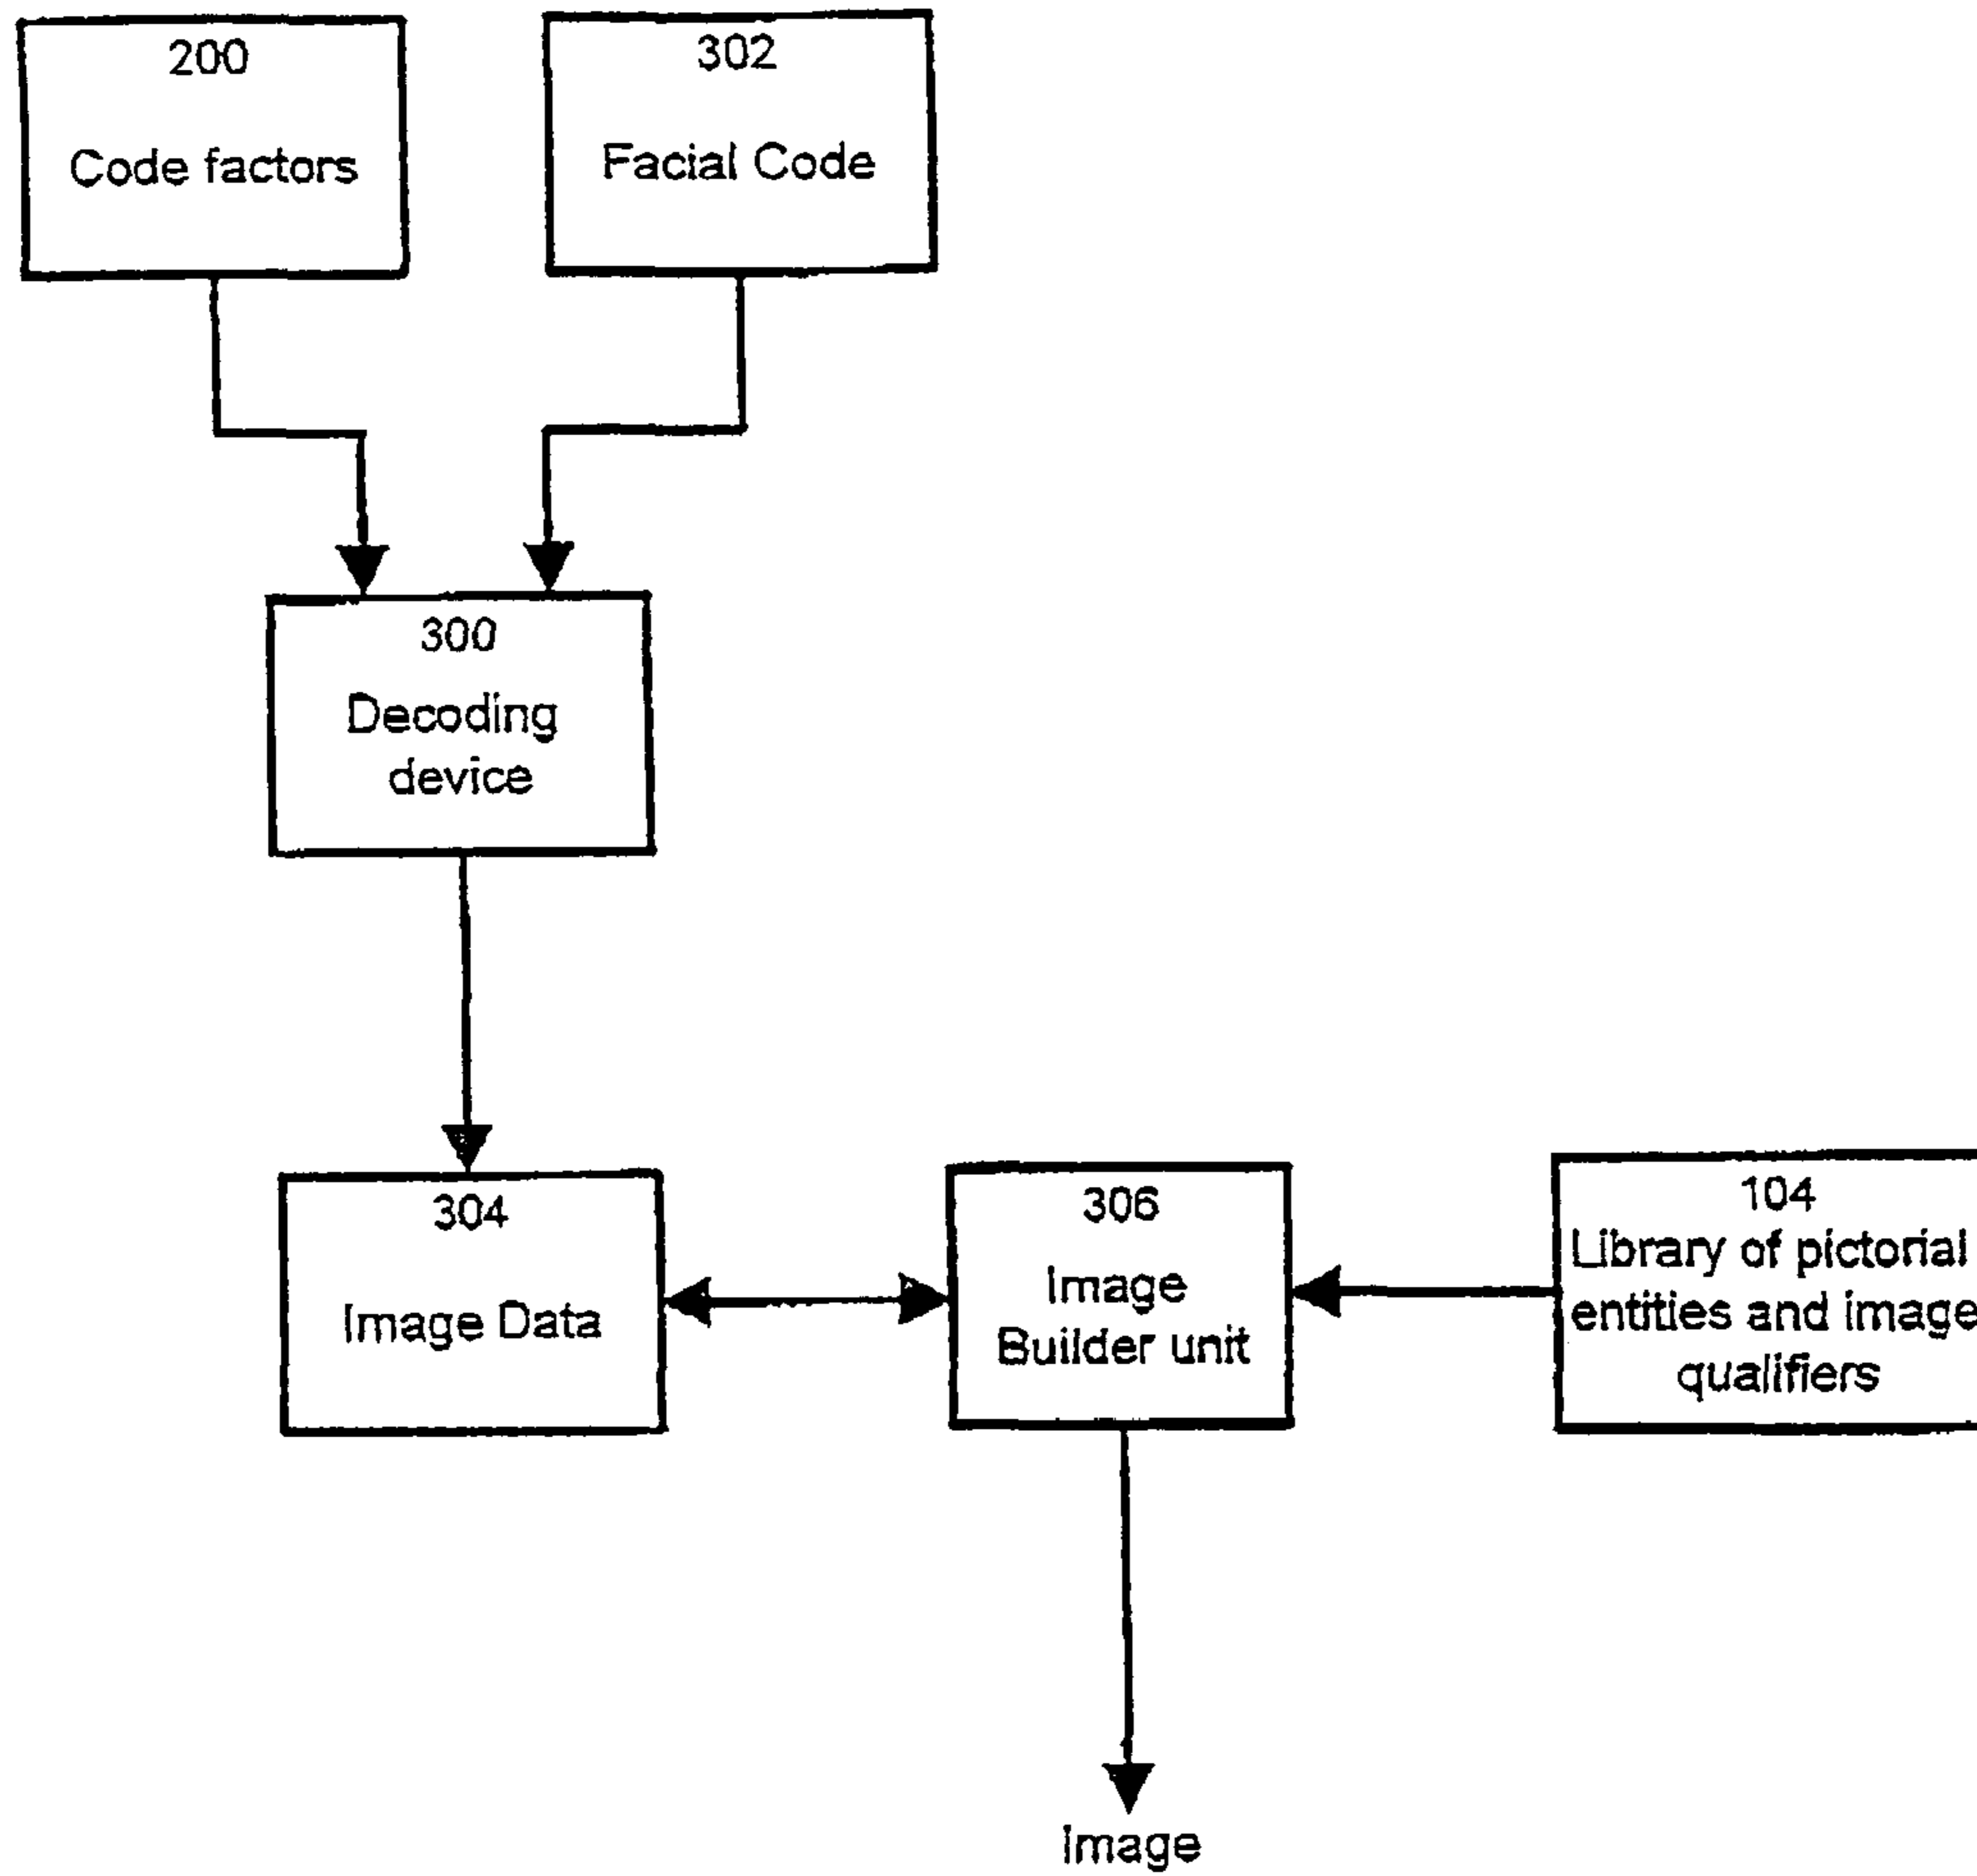 200
Code factors
302
Facial Code
300
Decoding
device
304
Image Data
306
Image
Builder unit
104
Library of pictorial
entities and image
qualifiers
Image